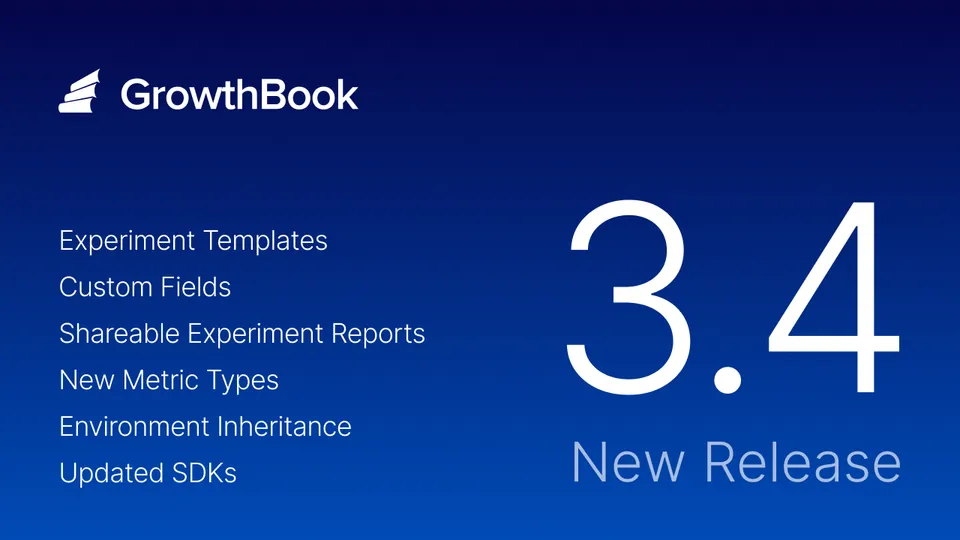 GrowthBook
Experiment Templates
Custom Fields
Shareable Experiment Reports
New Metric Types
Environment Inheritance
Updated SDKs
3.4
New Release